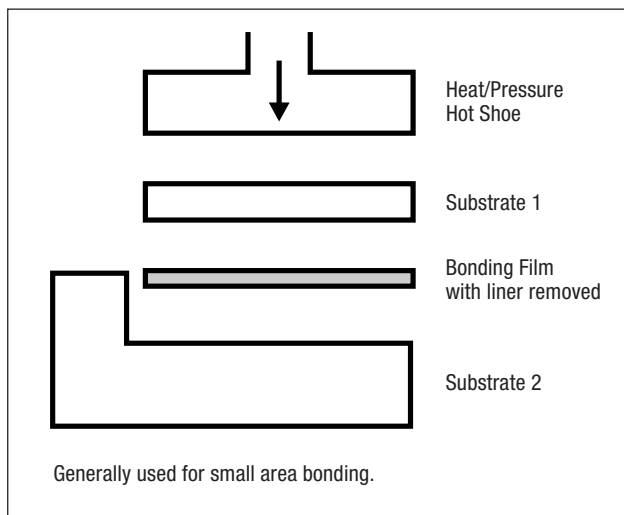 Heat/Pressure
Hot Shoe
Substrate 1
Bonding Film
with liner removed
Substrate 2
Generally used for small area bonding.